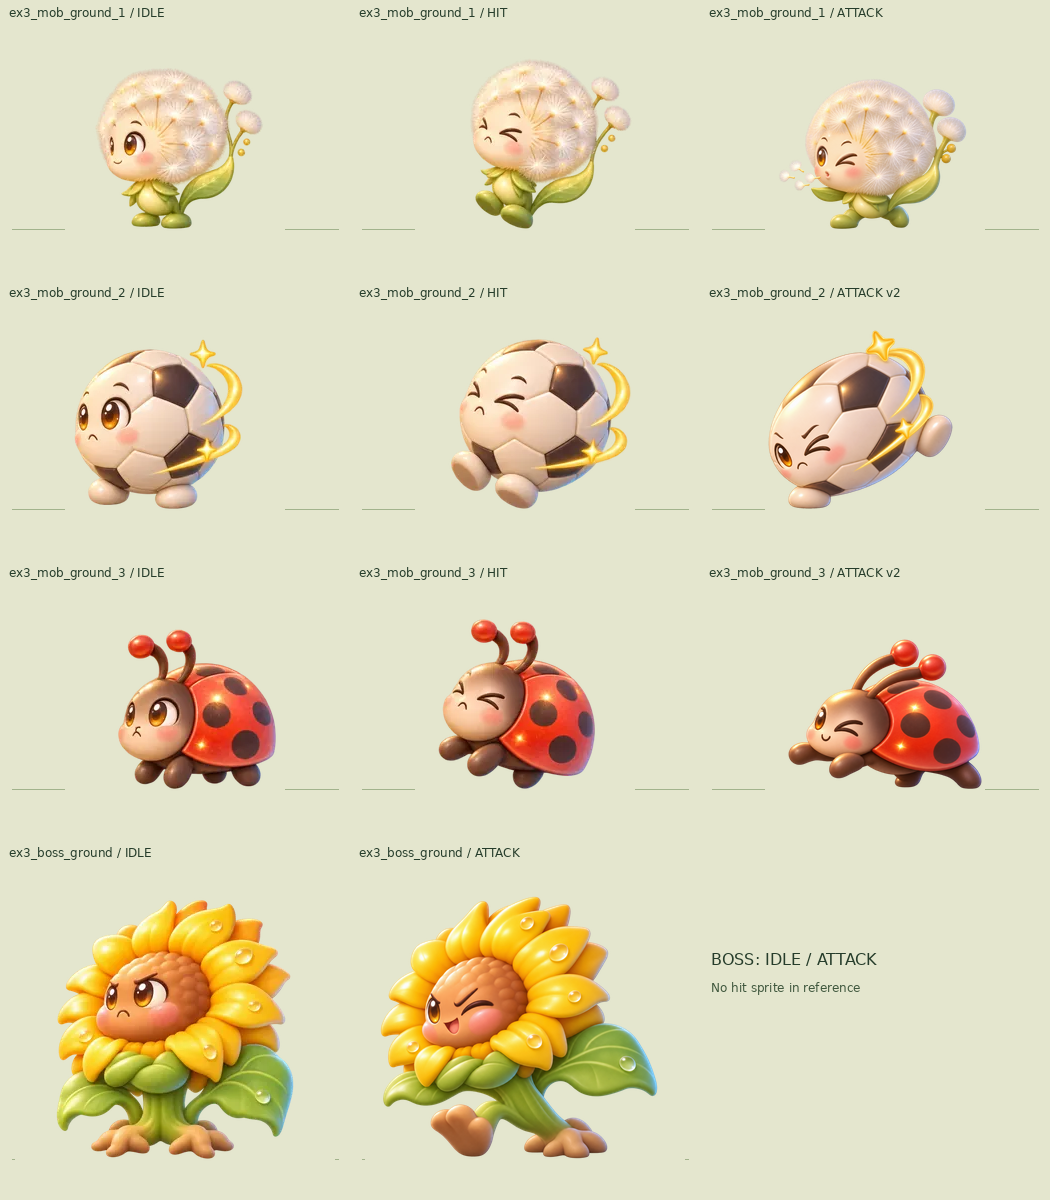 ex3_mob_ground_1 / IDLE
ex3_mob_ground_1 / HIT
ex3_mob_ground_1 / ATTACK
ex3_mob_ground_2 / IDLE
ex3_mob_ground_2 / HIT
ex3_mob_ground_2 / ATTACK v2
ex3_mob_ground_3 / IDLE
ex3_mob_ground_3 / HIT
ex3_mob_ground_3 / ATTACK v2
ex3_boss_ground / IDLE
ex3_boss_ground / ATTACK
BOSS: IDLE / ATTACK
No hit sprite in reference